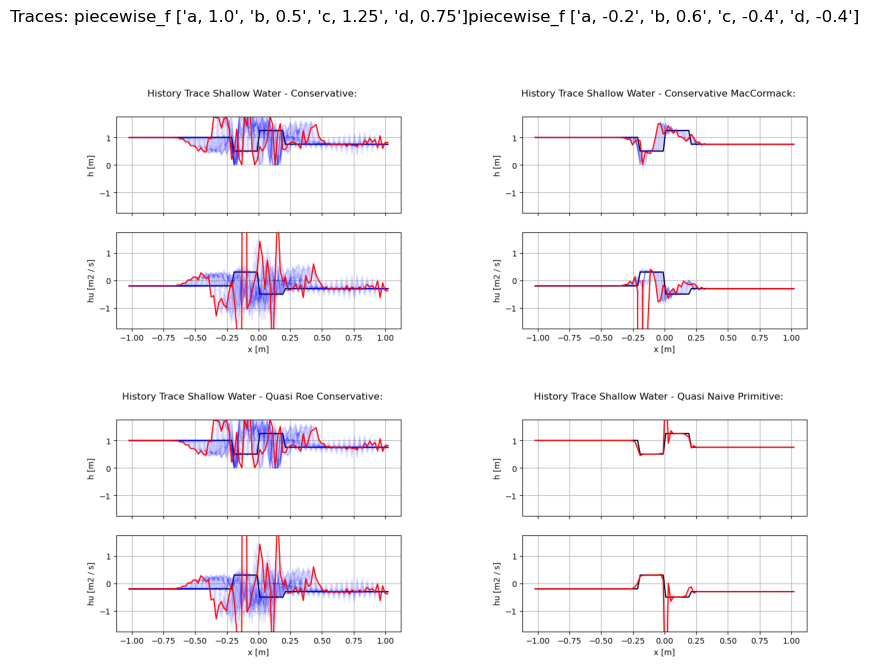 Traces: piecewise_f ['a, 1.0', 'b, 0.5', 'c, 1.25', 'd, 0.75']piecewise_f ['a, -0.2', 'b, 0.6', 'c, -0.4', 'd, -0.4']
History Trace Shallow Water - Conservative:
1
0
−1
h [m]
1
0
−1
hu [m2 / s]
−1.00 −0.75 −0.50 −0.25 0.00 0.25 0.50 0.75 1.00
x [m]
History Trace Shallow Water - Conservative MacCormack:
1
0
−1
h [m]
1
0
−1
hu [m2 / s]
−1.00 −0.75 −0.50 −0.25 0.00 0.25 0.50 0.75 1.00
x [m]
History Trace Shallow Water - Quasi Roe Conservative:
1
0
−1
h [m]
1
0
−1
hu [m2 / s]
−1.00 −0.75 −0.50 −0.25 0.00 0.25 0.50 0.75 1.00
x [m]
History Trace Shallow Water - Quasi Naive Primitive:
1
0
−1
h [m]
1
0
−1
hu [m2 / s]
−1.00 −0.75 −0.50 −0.25 0.00 0.25 0.50 0.75 1.00
x [m]